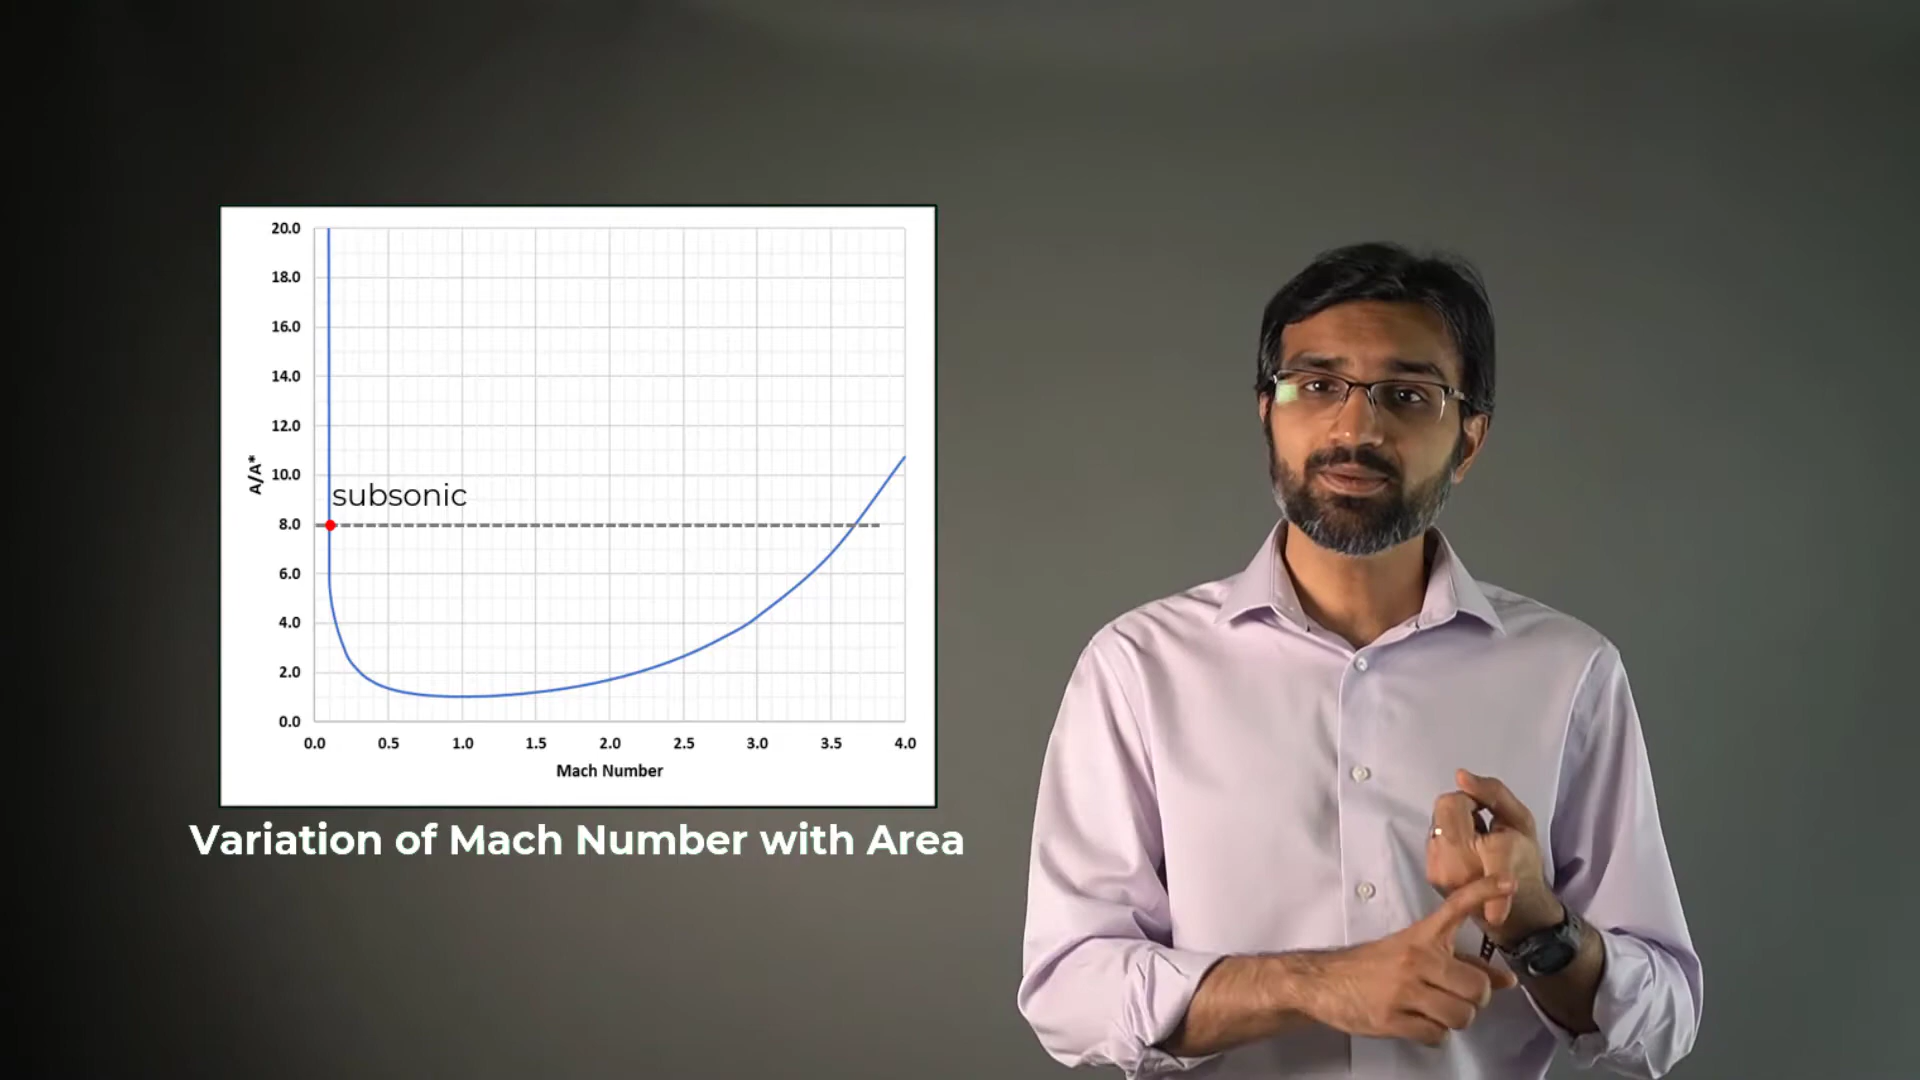 20.0
18.0
16.0
14.0
12.0
10.0
8.0
6.0
4.0
2.0
0.0
A/A*
subsonic
0.0 0.5 1.0 1.5 2.0 2.5 3.0 3.5 4.0
Mach Number
Variation of Mach Number with Area